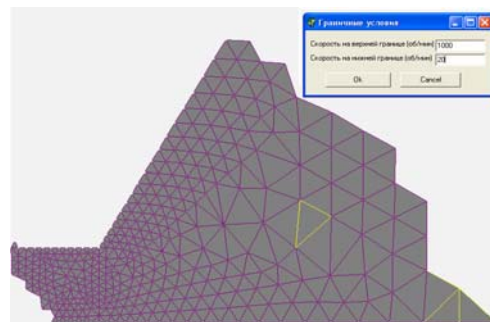 Граничные условия
Скорость на верхней границе (об/мин) 1000
Скорость на нижней границе (об/мин) 20
Ok Cancel